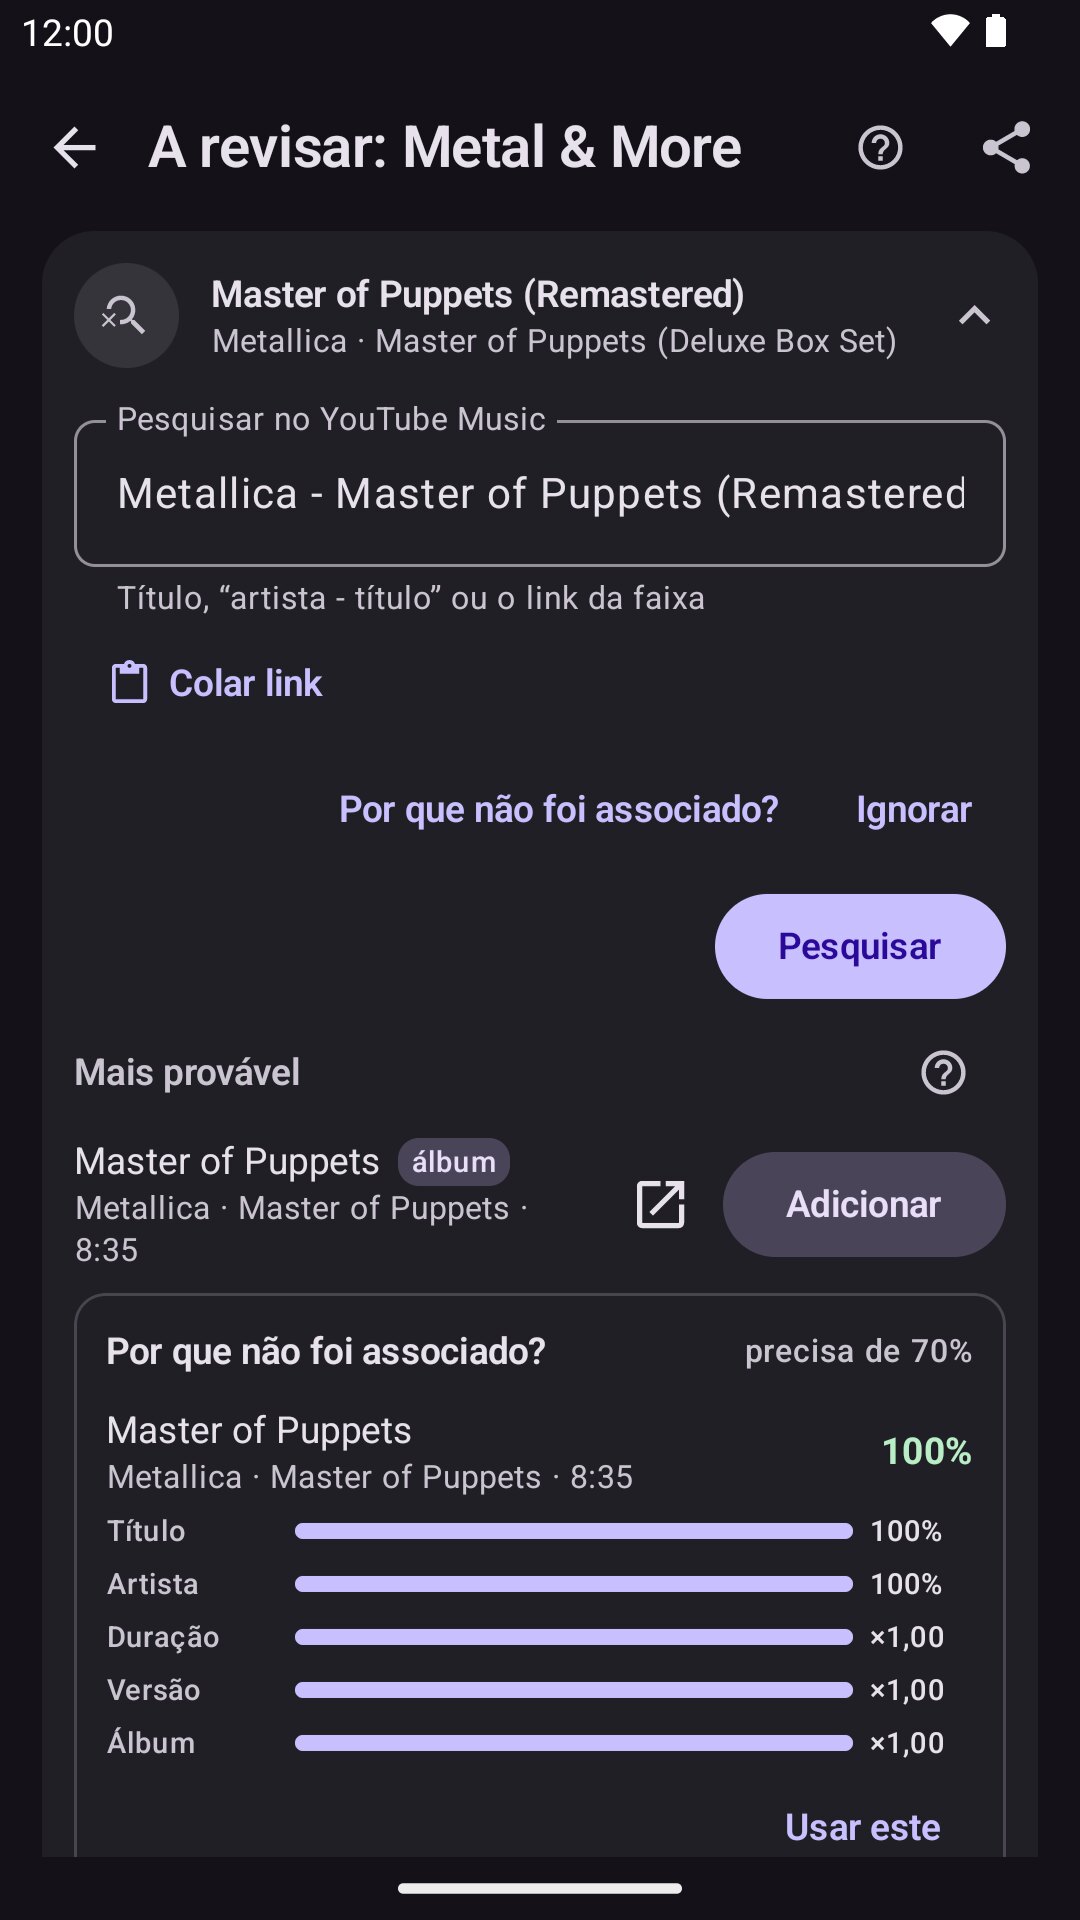 12:00
A revisar: Metal & More
Master of Puppets (Remastered)
Metallica · Master of Puppets (Deluxe Box Set)
Pesquisar no YouTube Music
Metallica - Master of Puppets (Remastered
Título, “artista - título” ou o link da faixa
Colar link
Por que não foi associado? Ignorar
Pesquisar
Mais provável
Master of Puppets álbum
Metallica · Master of Puppets ·
8:35
Adicionar
Por que não foi associado? precisa de 70%
Master of Puppets
Metallica · Master of Puppets · 8:35
100%
Título 100%
Artista 100%
Duração ×1,00
Versão ×1,00
Álbum ×1,00
Usar este